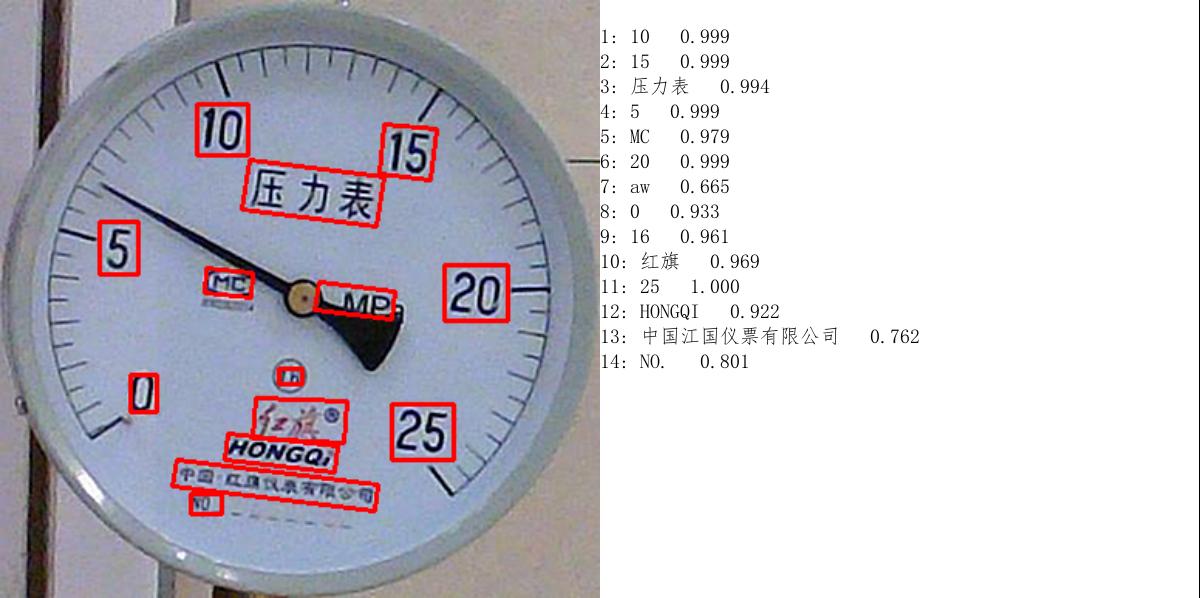 10
15
压力表
5
MC
20
MP
0
1.6
红旗®
25
HONGQi
中国·红旗仪表有限公司
NO
1: 10 0.999
2: 15 0.999
3: 压力表 0.994
4: 5 0.999
5: MC 0.979
6: 20 0.999
7: aw 0.665
8: 0 0.933
9: 16 0.961
10: 红旗 0.969
11: 25 1.000
12: HONGQI 0.922
13: 中国江国仪票有限公司 0.762
14: NO. 0.801